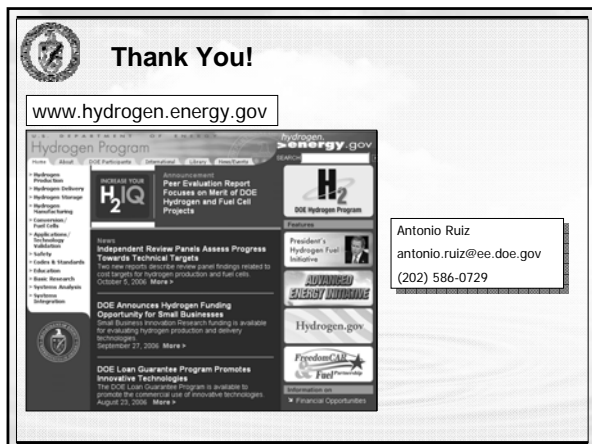 Thank You!
www.hydrogen.energy.gov
U.S. DEPARTMENT OF ENERGY
Hydrogen Program
hydrogen.
energy.gov
SEARCH
Home
About
DOE Participants
International
Library
News/Events
» Hydrogen
Production
» Hydrogen Delivery
» Hydrogen Storage
» Hydrogen
Manufacturing
» Conversion/
Fuel Cells
» Applications/
Technology
Validation
» Safety
» Codes & Standards
» Education
» Basic Research
» Systems Analysis
» Systems
Integration
INCREASE YOUR
H2IQ
Announcement
Peer Evaluation Report
Focuses on Merit of DOE
Hydrogen and Fuel Cell
Projects
News
Independent Review Panels Assess Progress
Towards Technical Targets
Two new reports describe review panel findings related to
cost targets for hydrogen production and fuel cells.
October 5, 2006 More >
DOE Announces Hydrogen Funding
Opportunity for Small Businesses
Small Business Innovation Research funding is available
for evaluating hydrogen production and delivery
technologies.
September 27, 2006 More >
DOE Loan Guarantee Program Promotes
Innovative Technologies
The DOE Loan Guarantee Program is available to
promote the commercial use of innovative technologies.
August 23, 2006 More >
H2
DOE Hydrogen Program
Features
President's
Hydrogen Fuel
Initiative
ADVANCED
ENERGY INITIATIVE
Hydrogen.gov
FreedomCAR
& Fuel Partnership
Information on
Financial Opportunities
Antonio Ruiz
antonio.ruiz@ee.doe.gov
(202) 586-0729